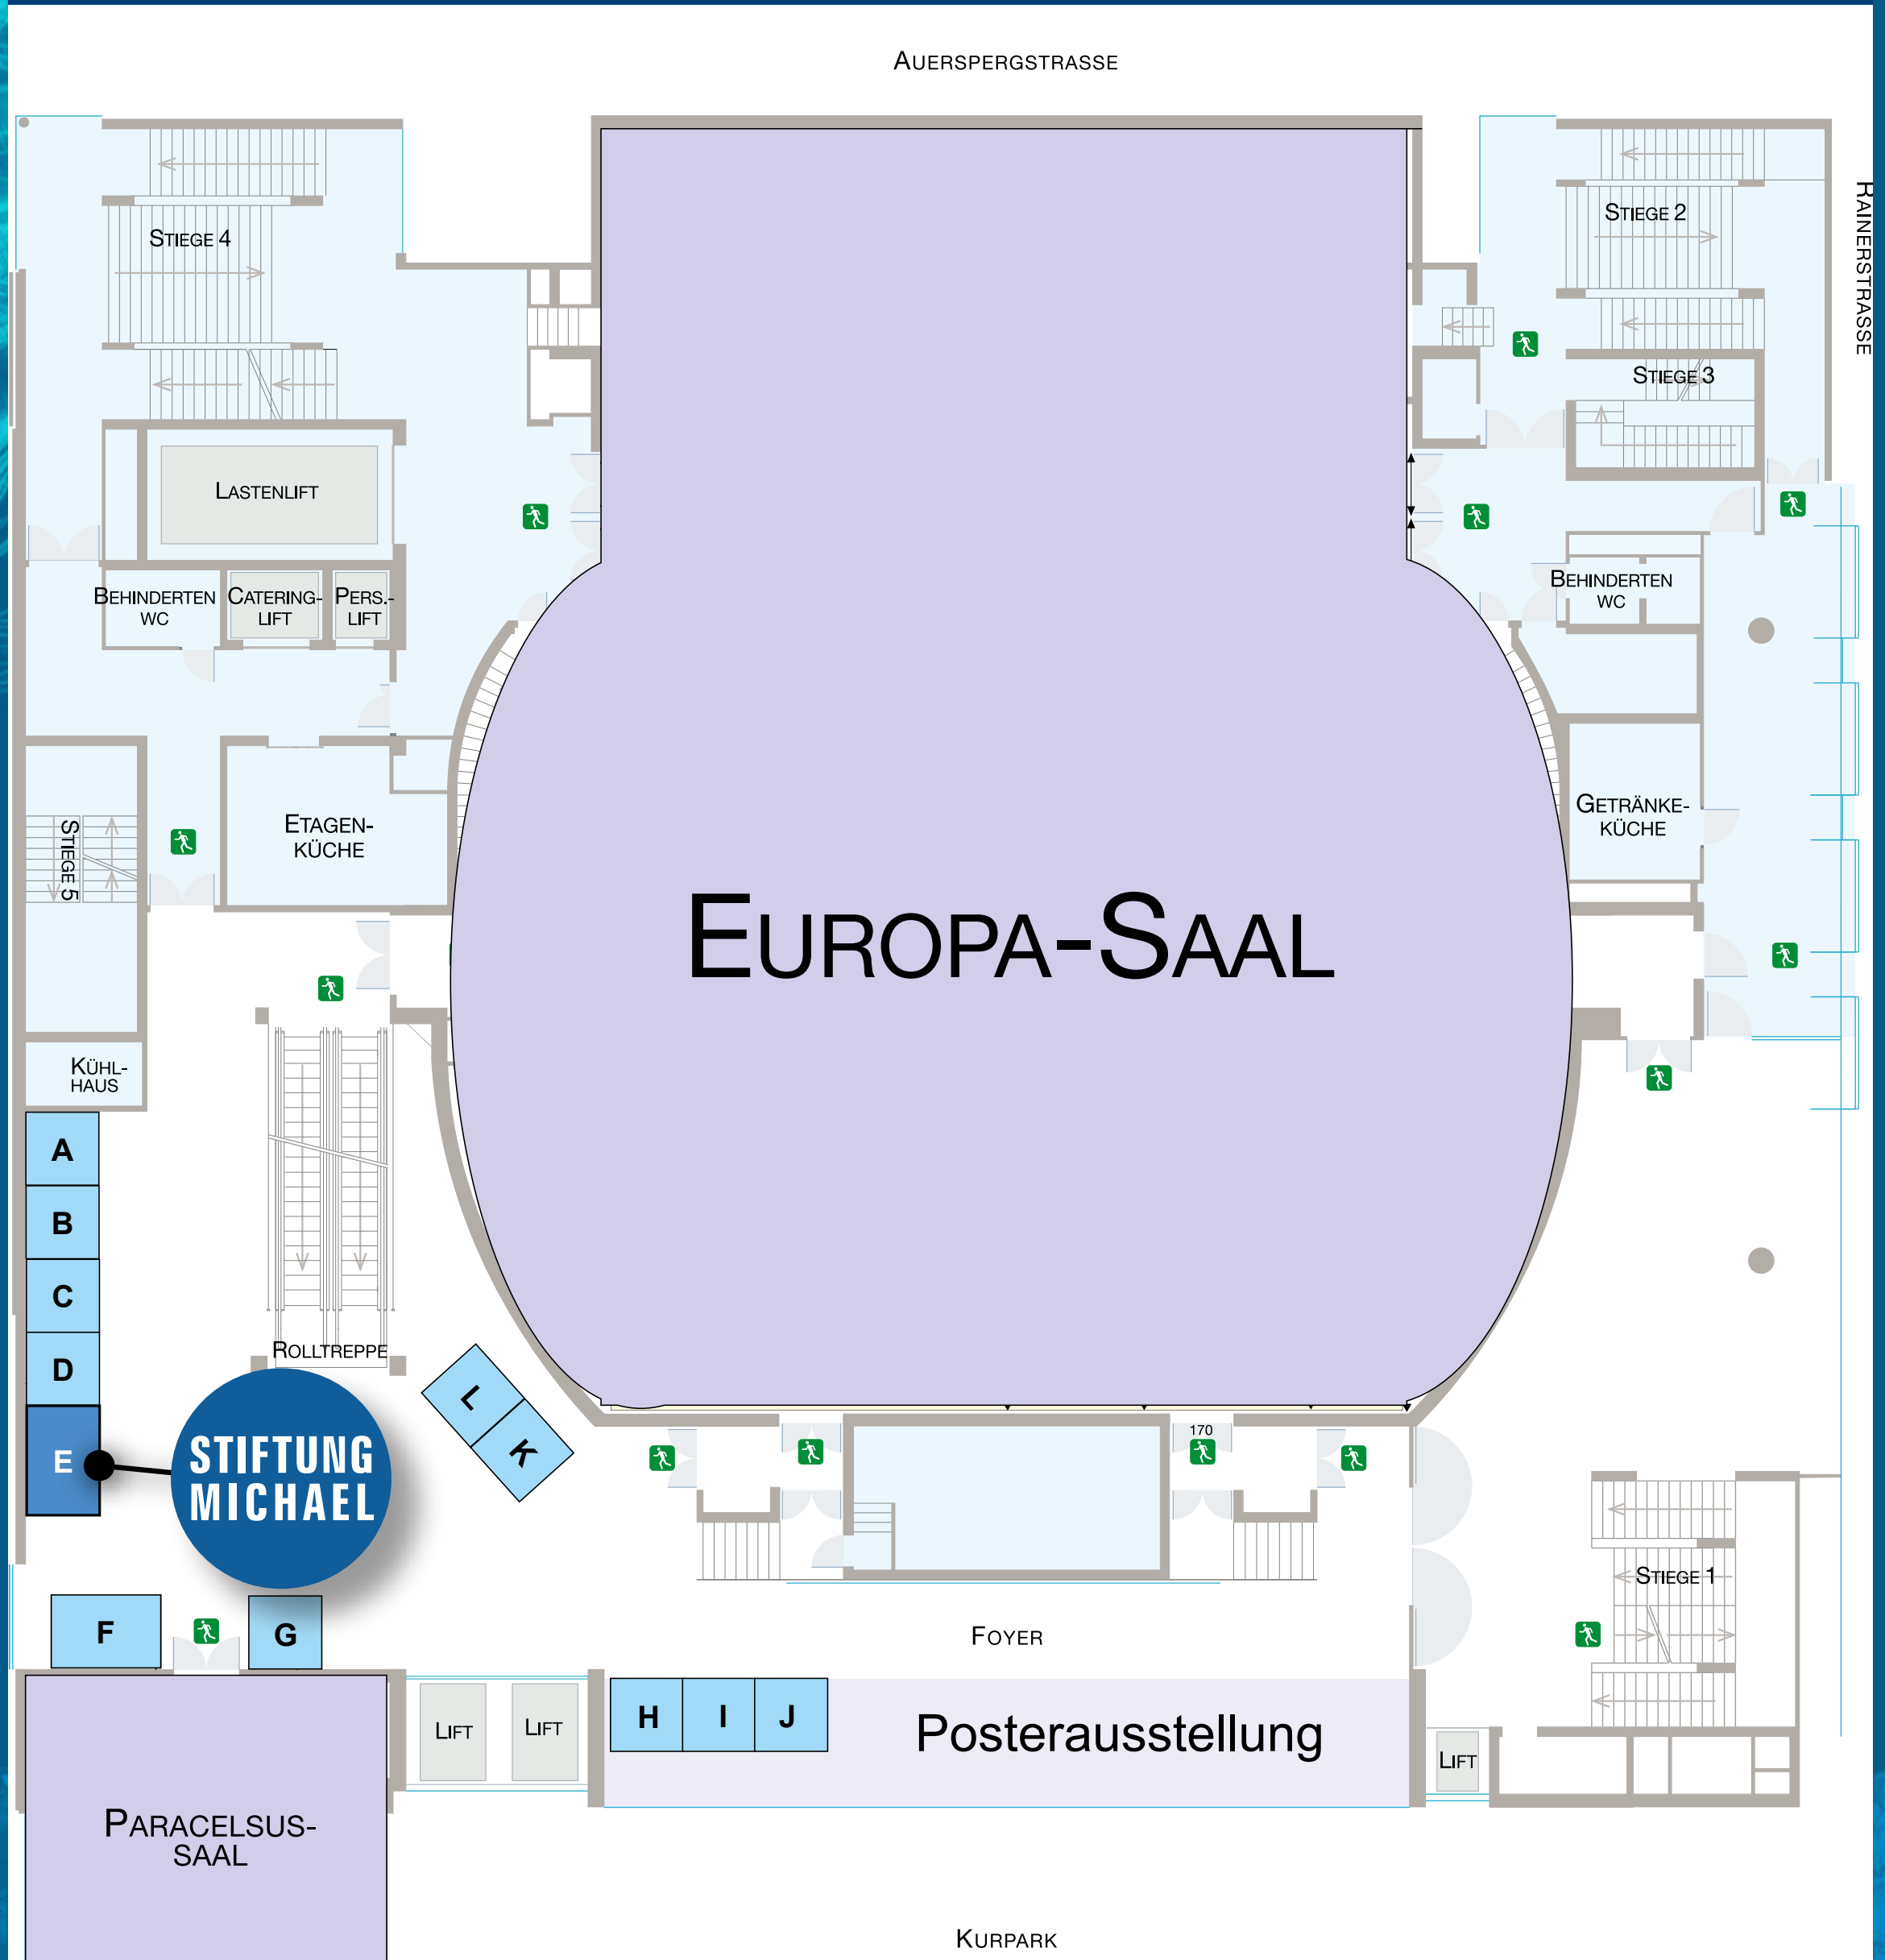 AUERSPERGSTRASSE
RAINERSTRASSE
STIEGE 4
STIEGE 2
STIEGE 3
LASTENLIFT
BEHINDERTEN
WC
CATERING-
LIFT
PERS.-
LIFT
BEHINDERTEN
WC
ETAGEN-
KÜCHE
GETRÄNKE-
KÜCHE
STIEGE 5
EUROPA-SAAL
KÜHL-
HAUS
A
B
C
D
E
ROLLTREPPE
STIFTUNG
MICHAEL
L
K
170
STIEGE 1
F
G
FOYER
H
I
J
Posterausstellung
LIFT
LIFT
LIFT
PARACELSUS-
SAAL
KURPARK